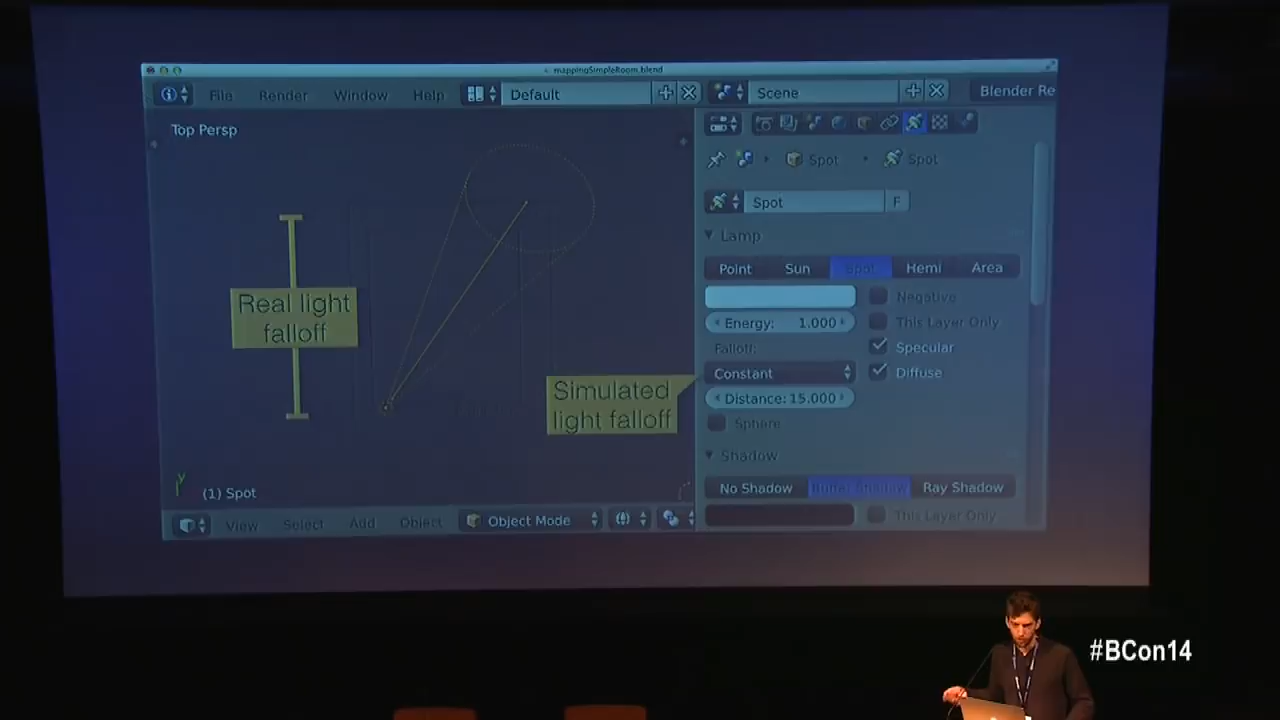 mappingSimpleRoom.blend
File Render Window Help Default Scene Blender Re
Top Persp
Spot Spot
Spot F
Lamp
Point Sun Spot Hemi Area
Negative
Energy: 1.000 This Layer Only
Falloff: Specular
Constant Diffuse
Distance: 15.000
Sphere
Shadow
No Shadow Buffer Shadow Ray Shadow
This Layer Only
Real light
falloff
Simulated
light falloff
y
(1) Spot
View Select Add Object Object Mode
#BCon14